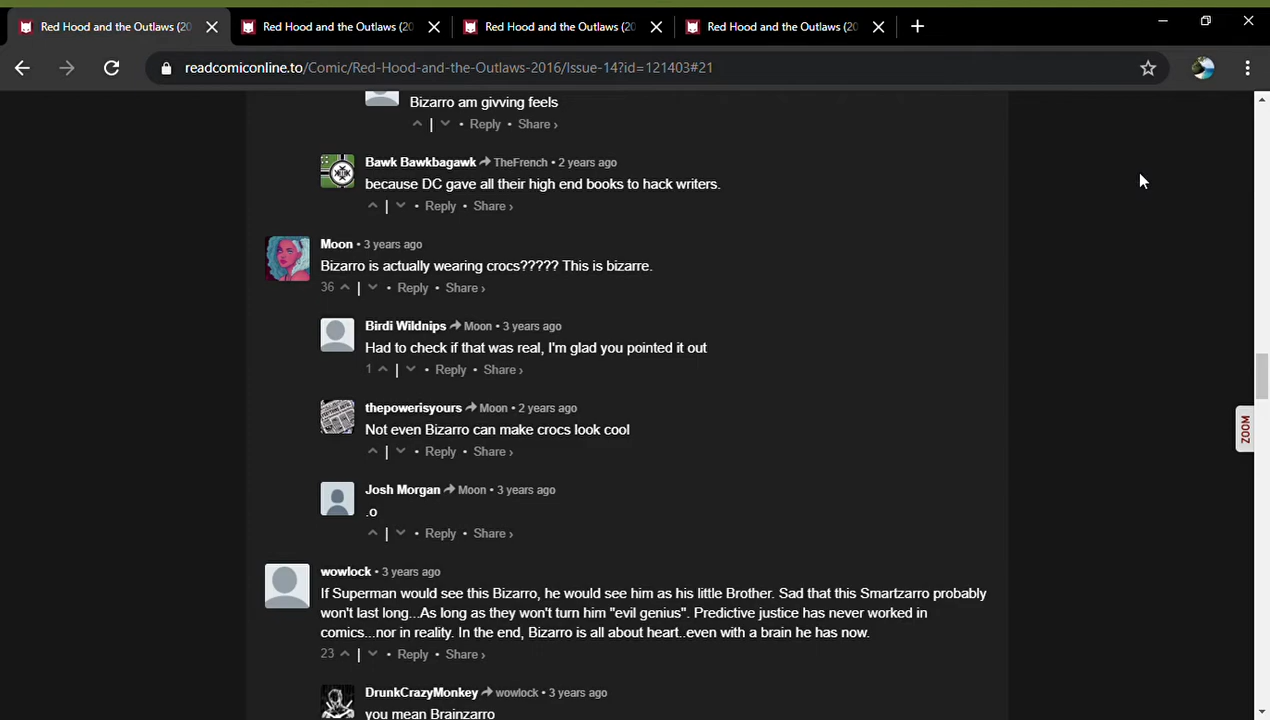 Red Hood and the Outlaws (20
Red Hood and the Outlaws (20
Red Hood and the Outlaws (20
Red Hood and the Outlaws (20
readcomiconline.to/Comic/Red-Hood-and-the-Outlaws-2016/Issue-14?id=121403#21
Bizarro am givving feels
• Reply • Share ›
Bawk Bawkbagawk TheFrench • 2 years ago
because DC gave all their high end books to hack writers.
• Reply • Share ›
Moon • 3 years ago
Bizarro is actually wearing crocs????? This is bizarre.
36 • Reply • Share ›
Birdi Wildnips Moon • 3 years ago
Had to check if that was real, I'm glad you pointed it out
1 • Reply • Share ›
thepowerisyours Moon • 2 years ago
Not even Bizarro can make crocs look cool
• Reply • Share ›
Josh Morgan Moon • 3 years ago
.o
• Reply • Share ›
wowlock • 3 years ago
If Superman would see this Bizarro, he would see him as his little Brother. Sad that this Smartzarro probably
won't last long...As long as they won't turn him "evil genius". Predictive justice has never worked in
comics...nor in reality. In the end, Bizarro is all about heart..even with a brain he has now.
23 • Reply • Share ›
DrunkCrazyMonkey wowlock • 3 years ago
you mean Brainzarro
ZOOM